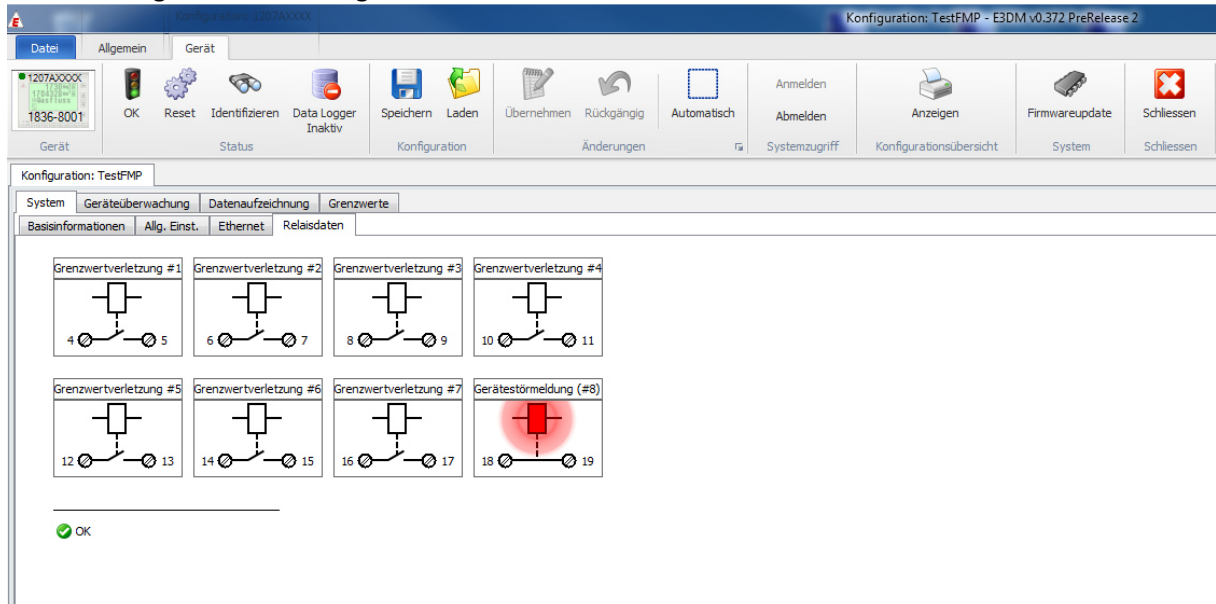 Konfiguration: 1207AXXXX
Konfiguration: TestFMP - E3DM v0.372 PreRelease 2
Datei Allgemein Gerät
1207AXXXX
1836-8001
OK Reset Identifizieren Data Logger Inaktiv
Speichern Laden
Übernehmen Rückgängig Automatisch
Anmelden
Abmelden
Anzeigen
Firmwareupdate
Schliessen
Gerät Status Konfiguration Änderungen Systemzugriff Konfigurationsübersicht System Schliessen
Konfiguration: TestFMP
System Geräteüberwachung Datenaufzeichnung Grenzwerte
Basisinformationen Allg. Einst. Ethernet Relaisdaten
Grenzwertverletzung #1 Grenzwertverletzung #2 Grenzwertverletzung #3 Grenzwertverletzung #4
4 5 6 7 8 9 10 11
Grenzwertverletzung #5 Grenzwertverletzung #6 Grenzwertverletzung #7 Gerätestörmeldung (#8)
12 13 14 15 16 17 18 19
OK